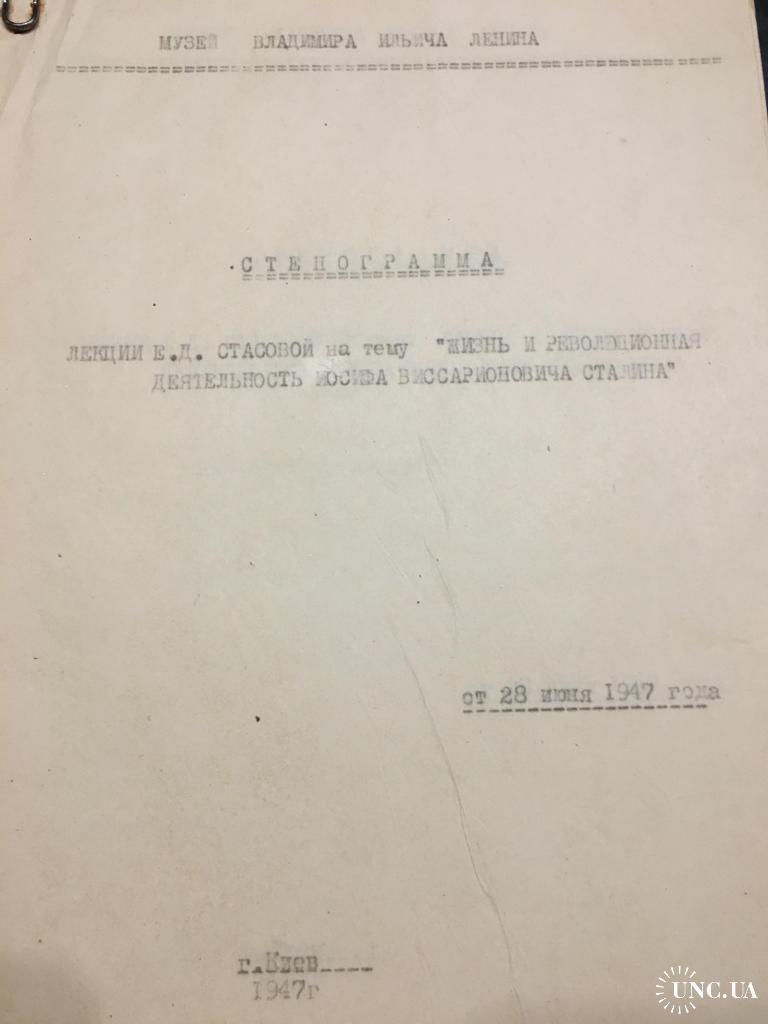 МУЗЕЙ ВЛАДИМИРА ИЛЬИЧА ЛЕНИНА
СТЕНОГРАММА
ЛЕКЦИИ Е.Д. СТАСОВОЙ на тему "ЖИЗНЬ И РЕВОЛЮЦИОННАЯ
ДЕЯТЕЛЬНОСТЬ ИОСИФА ВИССАРИОНОВИЧА СТАЛИНА"
от 28 июня 1947 года
г.Киев
1947г
UNC.UA